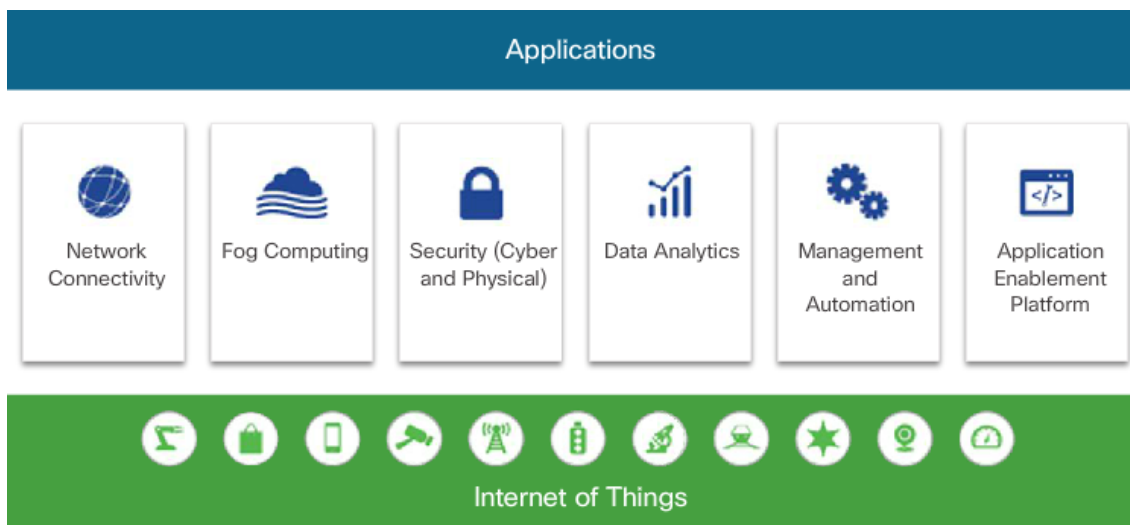 Applications
Network
Connectivity
Fog Computing
Security (Cyber
and Physical)
Data Analytics
Management
and
Automation
</>
Application
Enablement
Platform
Internet of Things